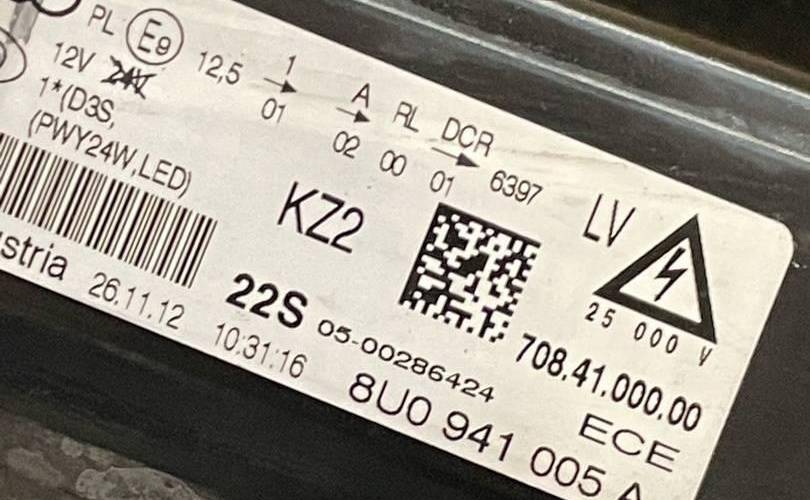 PL E9 12,5 1 A RL DCR
12V 24V 01 02 00 01 6397
1*(D3S,
(PWY24W,LED)
KZ2
LV
25 000 V
26.11.12 22S 05-00286424 708.41.000.00
10:31:16 8U0 941 005 A ECE